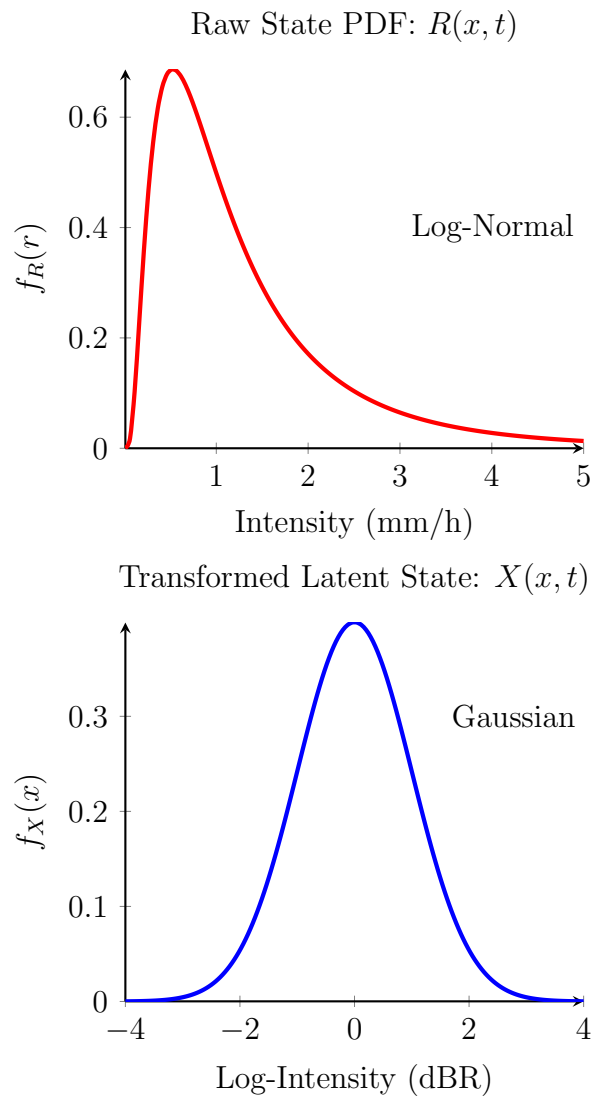 Raw State PDF: R(x, t)
0.6
0.4
0.2
0
f_R(r)
Log-Normal
1 2 3 4 5
Intensity (mm/h)
Transformed Latent State: X(x, t)
0.3
0.2
0.1
0
f_X(x)
Gaussian
−4 −2 0 2 4
Log-Intensity (dBR)